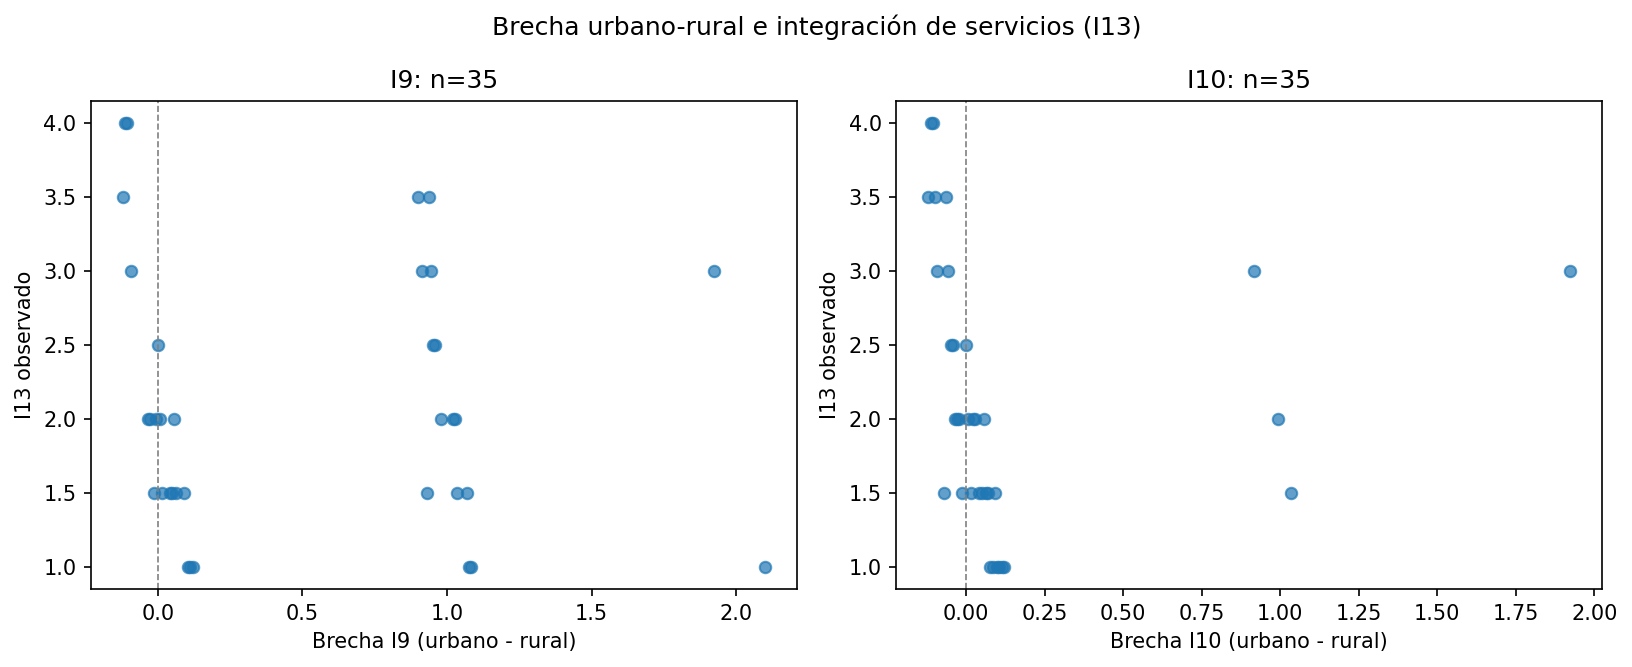 Brecha urbano-rural e integración de servicios (I13)
I9: n=35
4.0
3.5
3.0
2.5
2.0
1.5
1.0
I13 observado
0.0 0.5 1.0 1.5 2.0
Brecha I9 (urbano - rural)
I10: n=35
4.0
3.5
3.0
2.5
2.0
1.5
1.0
I13 observado
0.00 0.25 0.50 0.75 1.00 1.25 1.50 1.75 2.00
Brecha I10 (urbano - rural)